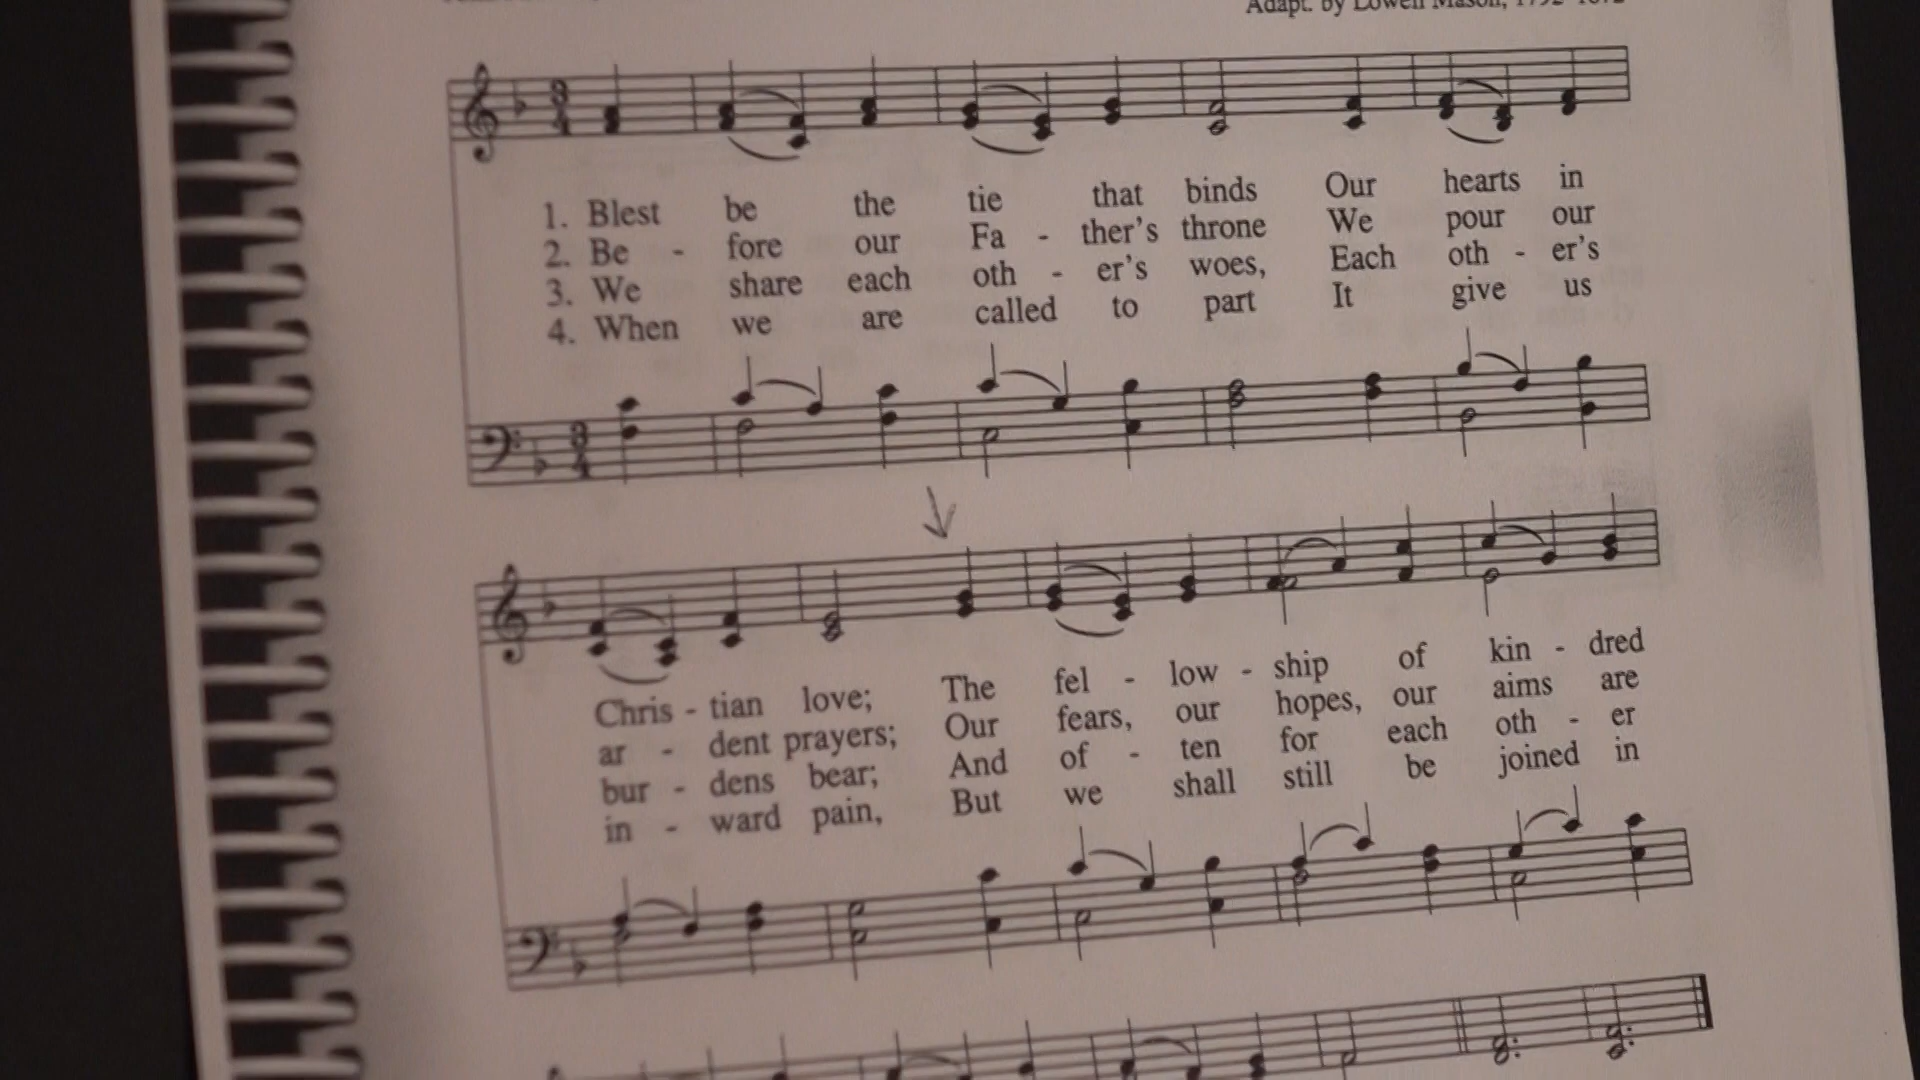 Adapt. by Lowell Mason, 1792-1872
1. Blest be the tie that binds Our hearts in
2. Be - fore our Fa - ther's throne We pour our
3. We share each oth - er's woes, Each oth - er's
4. When we are called to part It give us
Chris - tian love; The fel - low - ship of kin - dred
ar - dent prayers; Our fears, our hopes, our aims are
bur - dens bear; And of - ten for each oth - er
in - ward pain, But we shall still be joined in